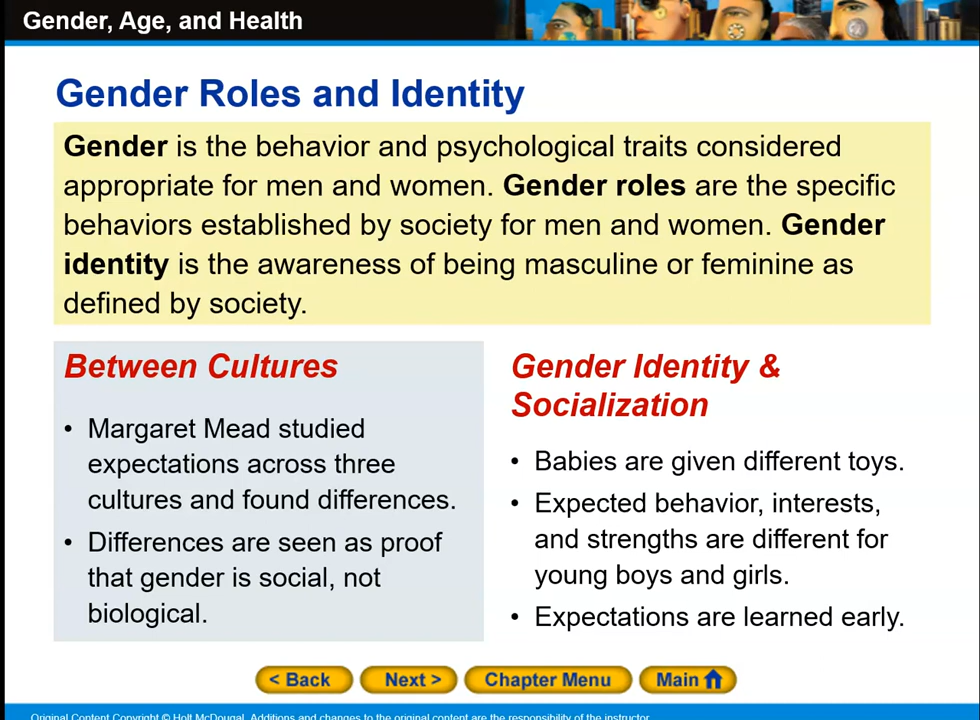 Gender, Age, and Health
Gender Roles and Identity
Gender is the behavior and psychological traits considered
appropriate for men and women. Gender roles are the specific
behaviors established by society for men and women. Gender
identity is the awareness of being masculine or feminine as
defined by society.
Between Cultures
• Margaret Mead studied
expectations across three
cultures and found differences.
• Differences are seen as proof
that gender is social, not
biological.
Gender Identity &
Socialization
• Babies are given different toys.
• Expected behavior, interests,
and strengths are different for
young boys and girls.
• Expectations are learned early.
< Back
Next >
Chapter Menu
Main
Original Content Copyright © Holt McDougal. Additions and changes to the original content are the responsibility of the instructor.